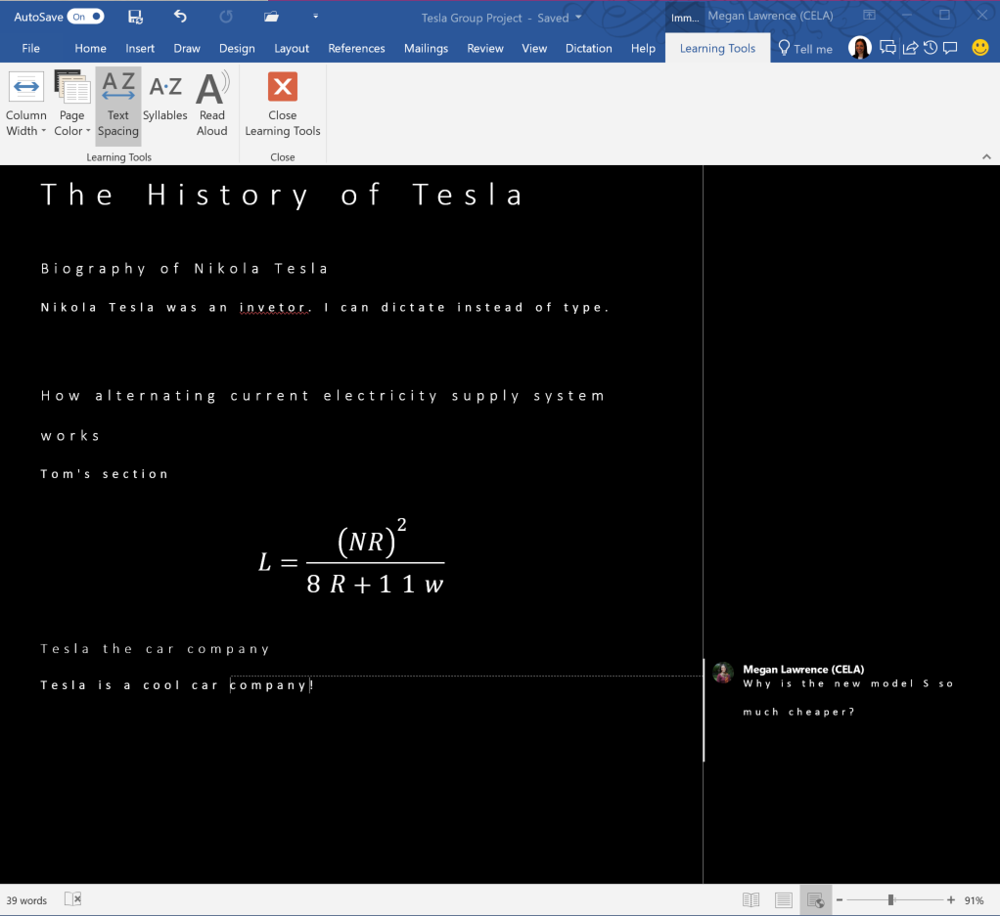 AutoSave On Tesla Group Project - Saved Imm... Megan Lawrence (CELA)
File Home Insert Draw Design Layout References Mailings Review View Dictation Help Learning Tools Tell me
Column Width Page Color Text Spacing Syllables Read Aloud Close Learning Tools
Learning Tools Close
The History of Tesla
Biography of Nikola Tesla
Nikola Tesla was an invetor. I can dictate instead of type.
How alternating current electricity supply system
works
Tom's section
L = (NR)² / 8 R + 1 1 w
Tesla the car company
Tesla is a cool car company!
Megan Lawrence (CELA)
Why is the new model S so
much cheaper?
39 words 91%